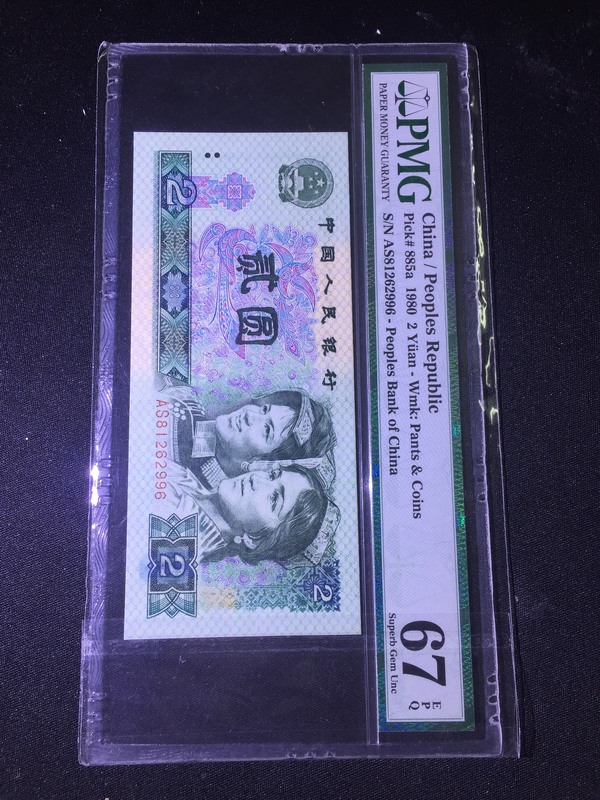 PMG
PAPER MONEY GUARANTY
China / Peoples Republic
Pick# 885a 1980 2 Yüan - Wmk: Pants & Coins
S/N AS81262996 - Peoples Bank of China
67
EPQ
Superb Gem Unc
中國人民银行
贰圆
2
AS81262996
2
2